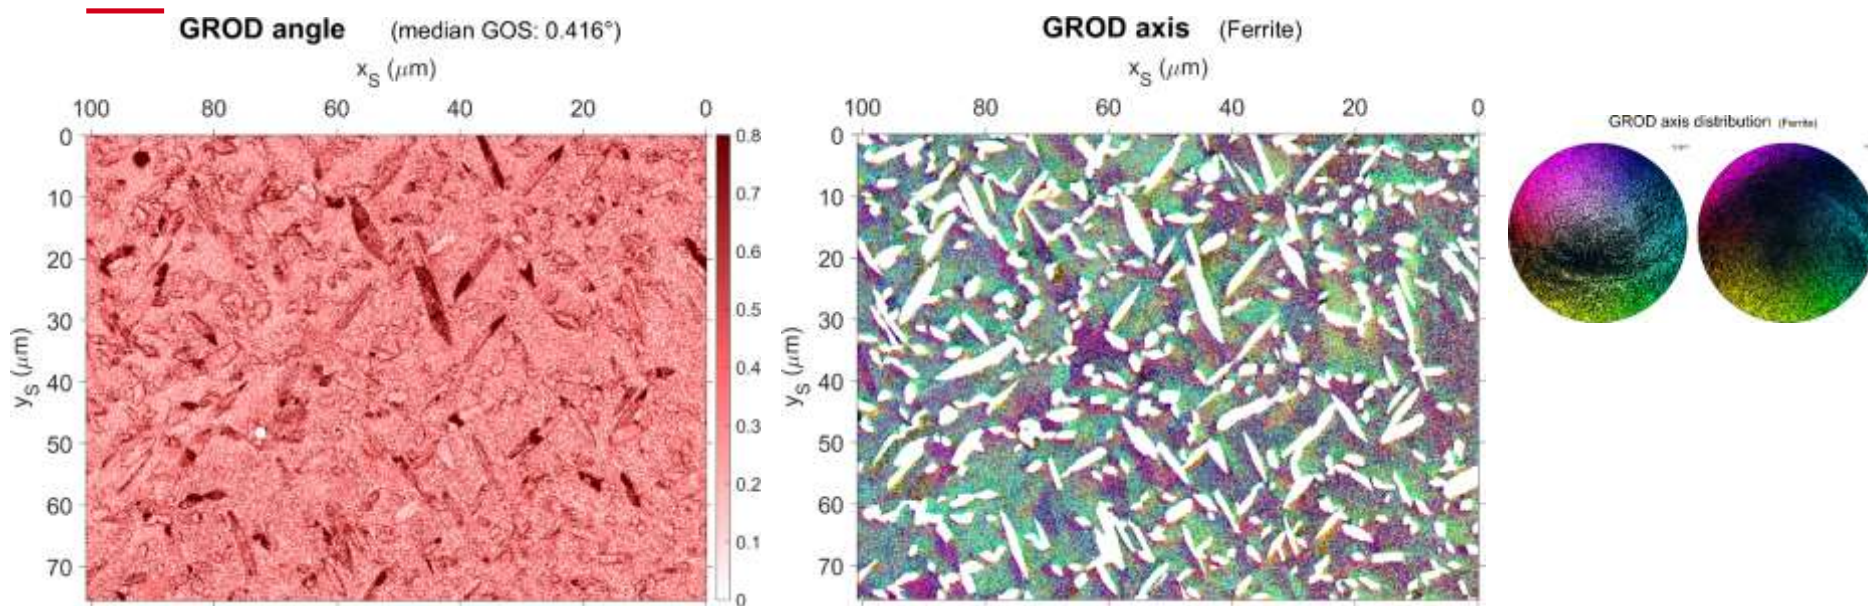 GROD angle (median GOS: 0.416°)
x_S (μm)
100 80 60 40 20 0
0
10
20
30
40
50
60
70
y_S (μm)
0.8
0.7
0.6
0.5
0.4
0.3
0.2
0.1
0
GROD axis (Ferrite)
x_S (μm)
100 80 60 40 20 0
0
10
20
30
40
50
60
70
y_S (μm)
GROD axis distribution (Ferrite)